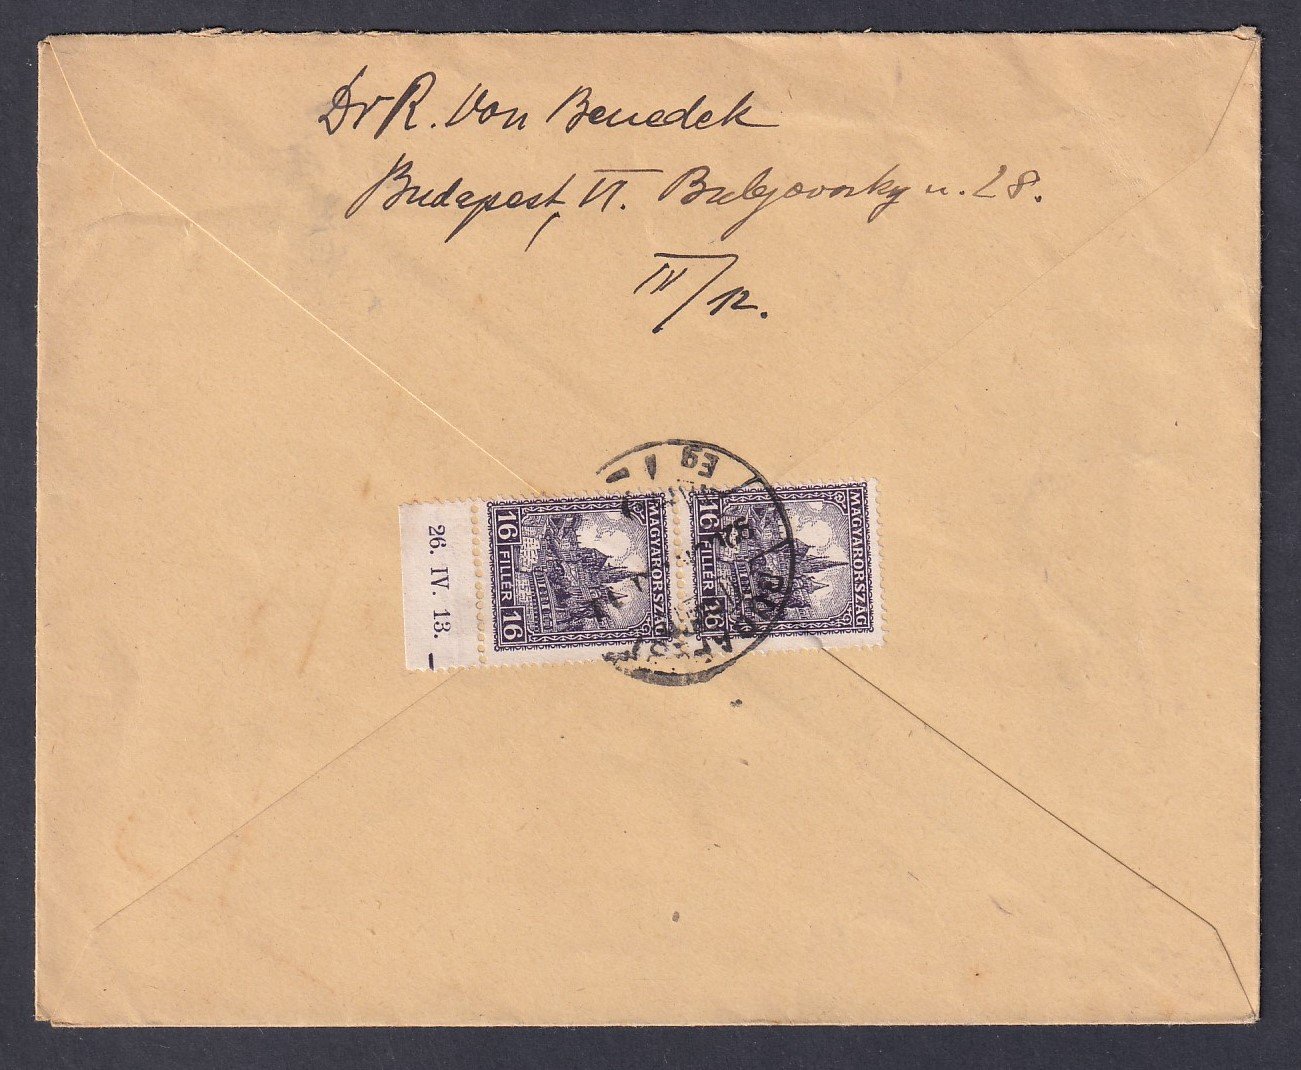 Dr R. Von Benedek
Budapest, VI. Bulyovsky u. 28.
IV/12.
26. IV. 13.
MAGYARORSZÁG
16 FILLÉR 16
MAGYARORSZÁG
16 FILLÉR 16